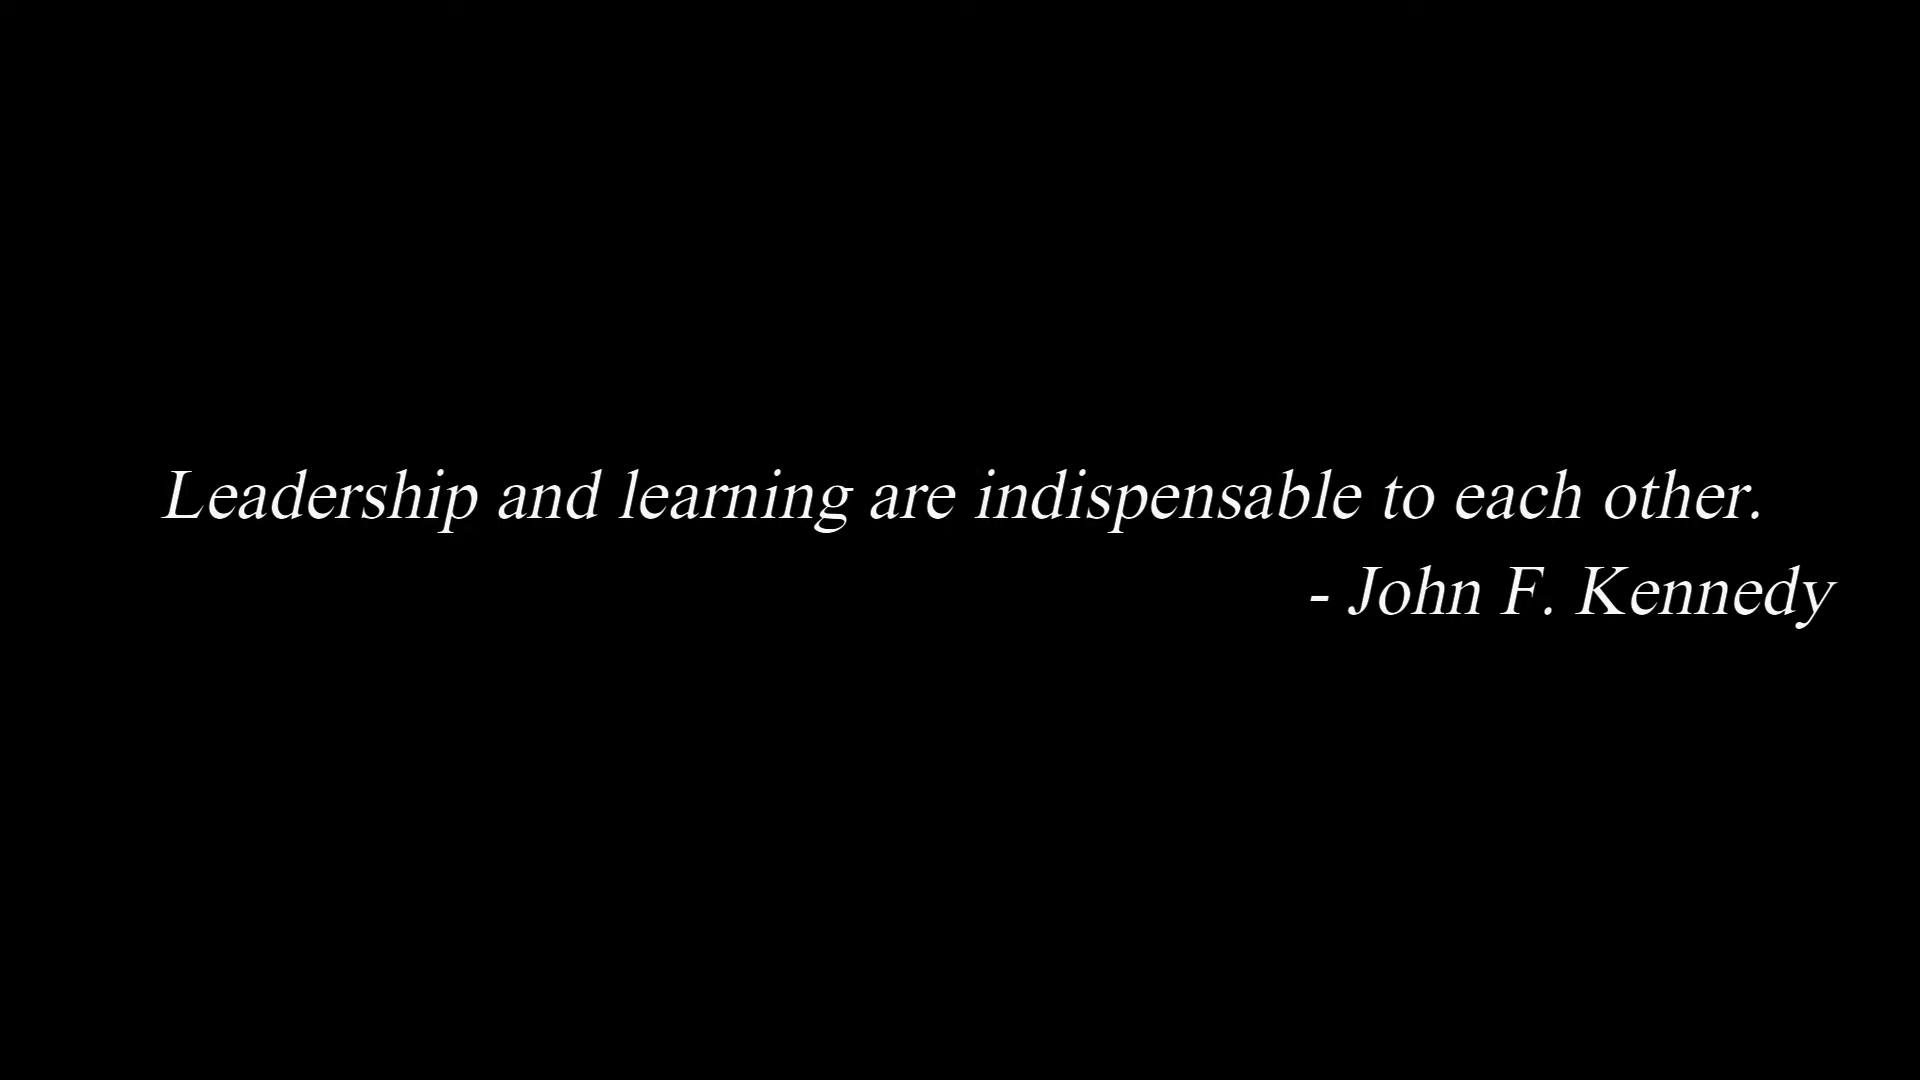 Leadership and learning are indispensable to each other.
- John F. Kennedy